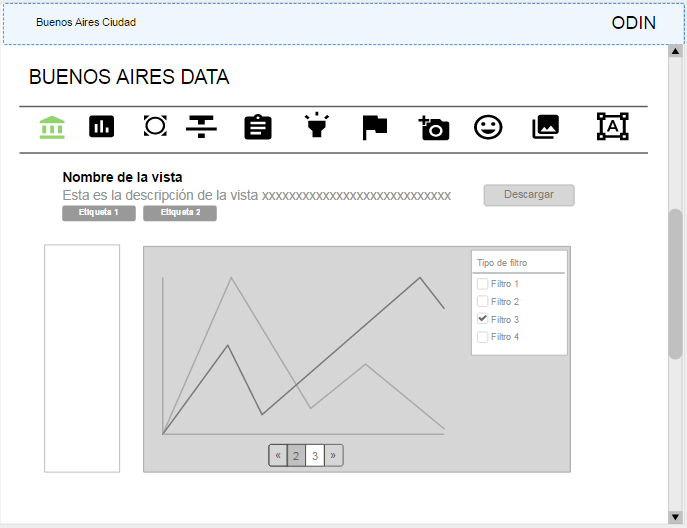 Buenos Aires Ciudad
ODIN
BUENOS AIRES DATA
A
Nombre de la vista
Esta es la descripción de la vista xxxxxxxxxxxxxxxxxxxxxxxxxxxx
Descargar
Etiqueta 1
Etiqueta 2
Tipo de filtro
Filtro 1
Filtro 2
Filtro 3
Filtro 4
« 2 3 »